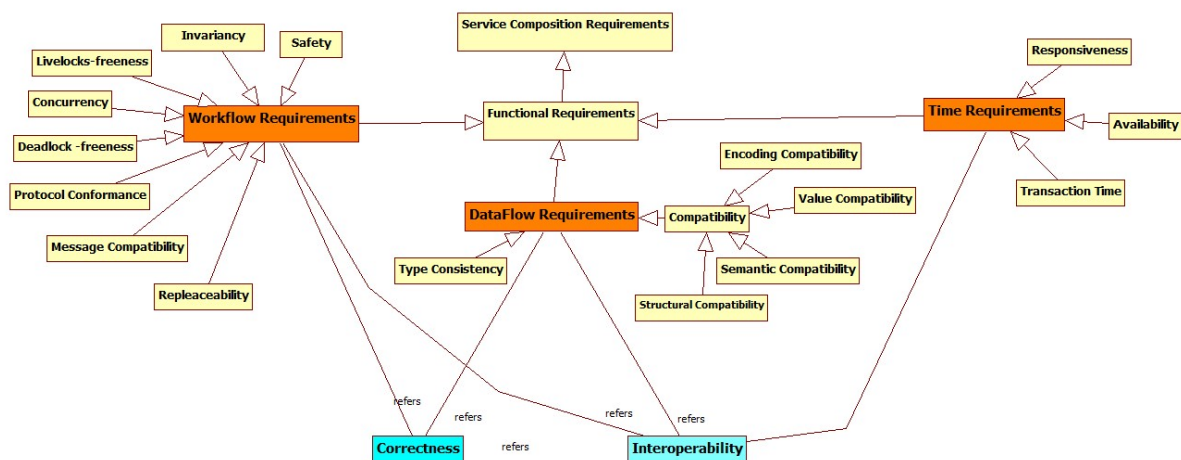 Service Composition Requirements
Invariancy
Safety
Livelocks-freeness
Responsiveness
Concurrency
Workflow Requirements
Functional Requirements
Time Requirements
Availability
Deadlock -freeness
Encoding Compatibility
Protocol Conformance
Value Compatibility
Transaction Time
DataFlow Requirements
Compatibility
Message Compatibility
Type Consistency
Semantic Compatibility
Repleaceability
Structural Compatibility
refers
refers
refers
refers
refers
Correctness
Interoperability